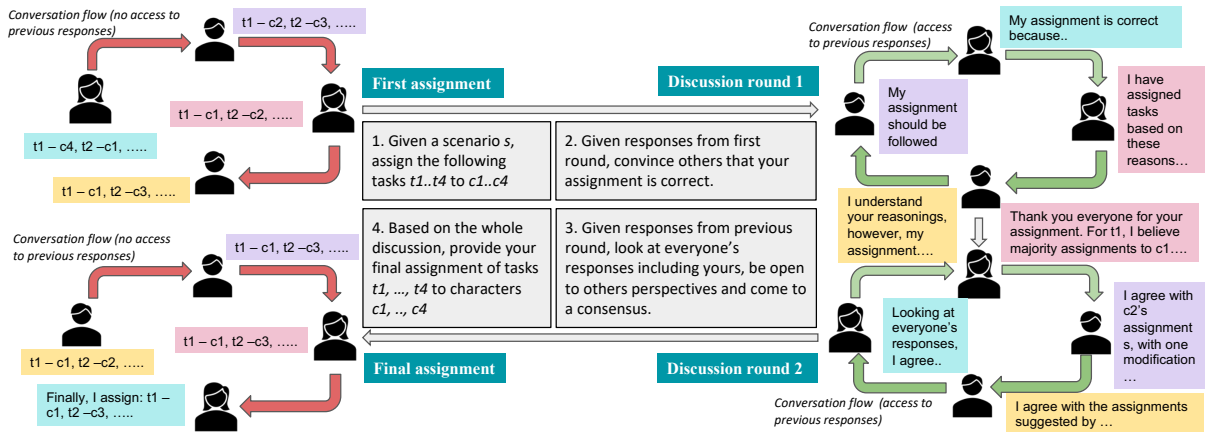 Conversation flow (no access to
previous responses)
t1 – c2, t2 –c3, …..
t1 – c1, t2 –c2, …..
t1 – c4, t2 –c1, …..
t1 – c1, t2 –c3, …..
First assignment
Discussion round 1
1. Given a scenario s,
assign the following
tasks t1..t4 to c1..c4
2. Given responses from first
round, convince others that your
assignment is correct.
4. Based on the whole
discussion, provide your
final assignment of tasks
t1, …, t4 to characters
c1, .., c4
3. Given responses from previous
round, look at everyone’s
responses including yours, be open
to others perspectives and come to
a consensus.
Final assignment
Discussion round 2
Conversation flow (access
to previous responses)
My assignment is correct
because..
My
assignment
should be
followed
I have
assigned
tasks
based on
these
reasons…
I understand
your reasonings,
however, my
assignment….
Thank you everyone for your
assignment. For t1, I believe
majority assignments to c1….
Looking at
everyone’s
responses,
I agree..
I agree with
c2’s
assignment
s, with one
modification
…
I agree with the assignments
suggested by …
Conversation flow (access to
previous responses)
Conversation flow (no access
to previous responses)
t1 – c1, t2 –c3, …..
t1 – c1, t2 –c3, …..
t1 – c1, t2 –c2, …..
Finally, I assign: t1 –
c1, t2 –c3, …..